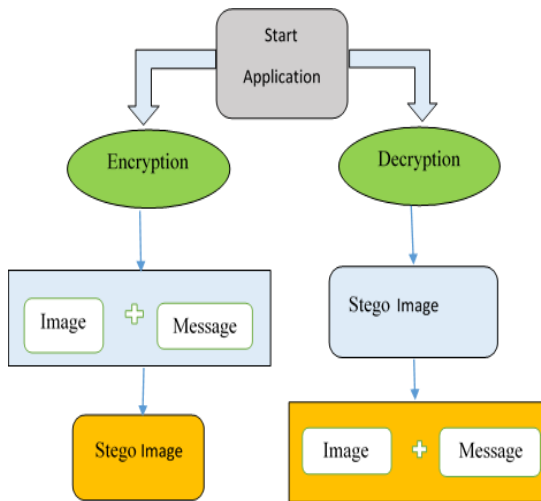 Start
Application
Encryption
Decryption
Image + Message
Stego Image
Stego Image
Image + Message